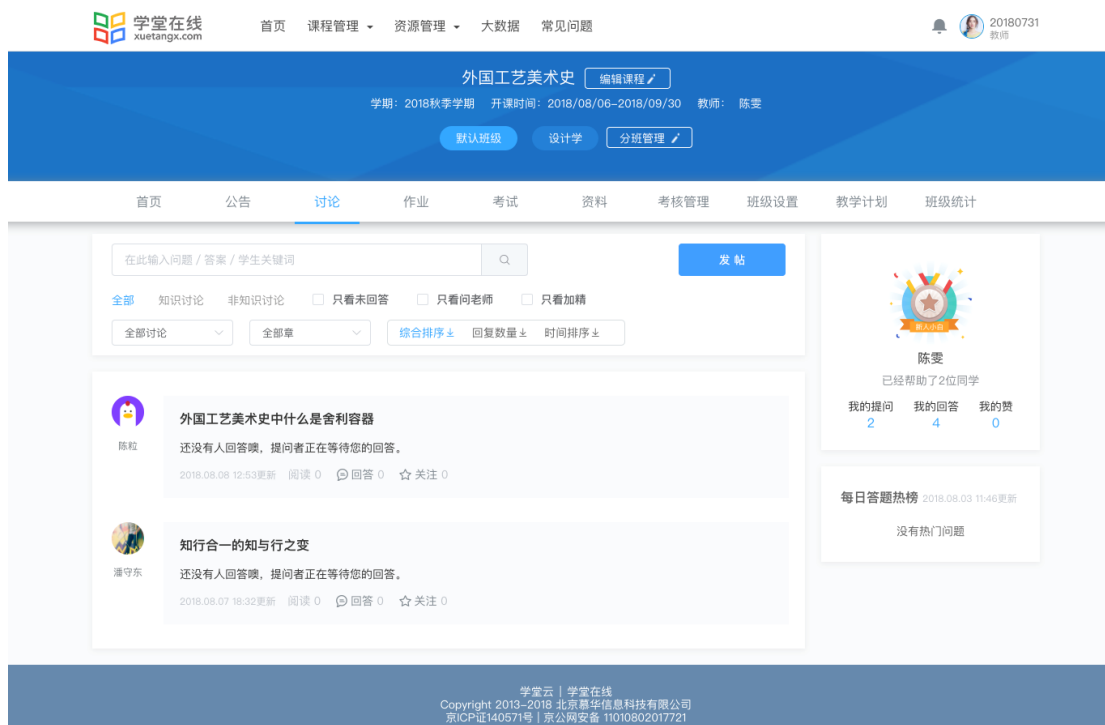 学堂在线
xuetangx.com
首页 课程管理 资源管理 大数据 常见问题
20180731
教师
外国工艺美术史 编辑课程
学期：2018秋季学期 开课时间：2018/08/06-2018/09/30 教师： 陈雯
默认班级 设计学 分班管理
首页 公告 讨论 作业 考试 资料 考核管理 班级设置 教学计划 班级统计
在此输入问题 / 答案 / 学生关键词
发 帖
全部 知识讨论 非知识讨论 只看未回答 只看问老师 只看加精
全部讨论 全部章 综合排序 回复数量 时间排序
陈粒
外国工艺美术史中什么是舍利容器
还没有人回答噢，提问者正在等待您的回答。
2018.08.08 12:53更新 阅读 0 回答 0 关注 0
潘守东
知行合一的知与行之变
还没有人回答噢，提问者正在等待您的回答。
2018.08.07 18:32更新 阅读 0 回答 0 关注 0
新人小白
陈雯
已经帮助了2位同学
我的提问 我的回答 我的赞
2 4 0
每日答题热榜 2018.08.03 11:46更新
没有热门问题
学堂云 | 学堂在线
Copyright 2013-2018 北京慕华信息科技有限公司
京ICP证140571号 | 京公网安备 11010802017721